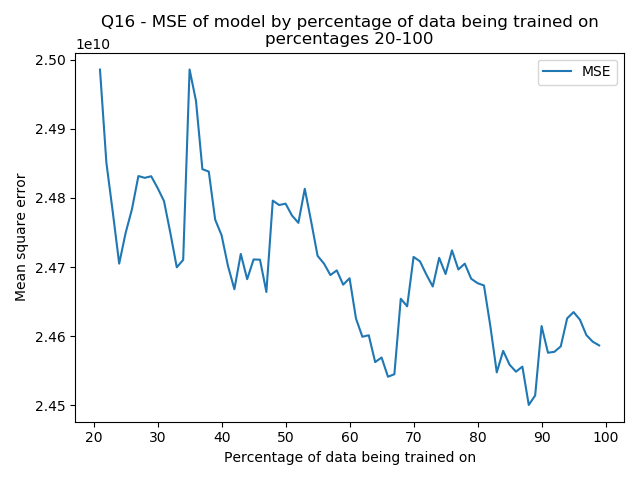 Q16 - MSE of model by percentage of data being trained on
percentages 20-100
1e10
2.50
2.49
2.48
2.47
2.46
2.45
Mean square error
MSE
20 30 40 50 60 70 80 90 100
Percentage of data being trained on